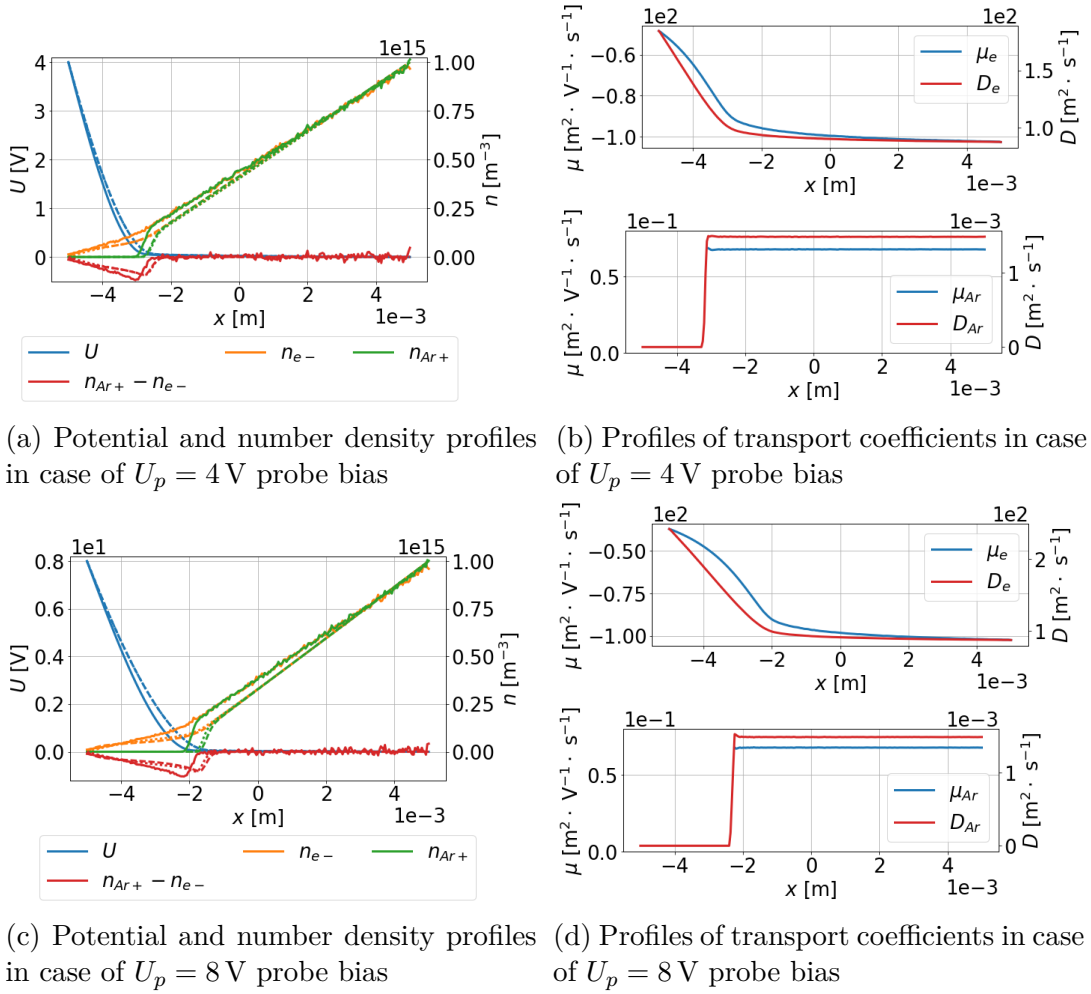 1e15
4
3
2
1
0
1.00
0.75
0.50
0.25
0.00
U [V]
n [m⁻³]
−4 −2 0 2 4
x [m]
1e−3
U
n_{e−}
n_{Ar+}
n_{Ar+} − n_{e−}
1e2 1e2
−0.6
−0.8
−1.0
1.5
1.0
μ [m²· V⁻¹· s⁻¹]
D [m²· s⁻¹]
μ_e
D_e
−4 −2 0 2 4
x [m]
1e−3
1e−1 1e−3
0.5
0.0
1
0
μ [m²· V⁻¹· s⁻¹]
D [m²· s⁻¹]
μ_{Ar}
D_{Ar}
−4 −2 0 2 4
x [m]
1e−3
(a) Potential and number density profiles
in case of U_p = 4 V probe bias
(b) Profiles of transport coefficients in case
of U_p = 4 V probe bias
1e1 1e15
0.8
0.6
0.4
0.2
0.0
1.00
0.75
0.50
0.25
0.00
U [V]
n [m⁻³]
−4 −2 0 2 4
x [m]
1e−3
U
n_{e−}
n_{Ar+}
n_{Ar+} − n_{e−}
1e2 1e2
−0.50
−0.75
−1.00
2
1
μ [m²· V⁻¹· s⁻¹]
D [m²· s⁻¹]
μ_e
D_e
−4 −2 0 2 4
x [m]
1e−3
1e−1 1e−3
0.5
0.0
1
0
μ [m²· V⁻¹· s⁻¹]
D [m²· s⁻¹]
μ_{Ar}
D_{Ar}
−4 −2 0 2 4
x [m]
1e−3
(c) Potential and number density profiles
in case of U_p = 8 V probe bias
(d) Profiles of transport coefficients in case
of U_p = 8 V probe bias